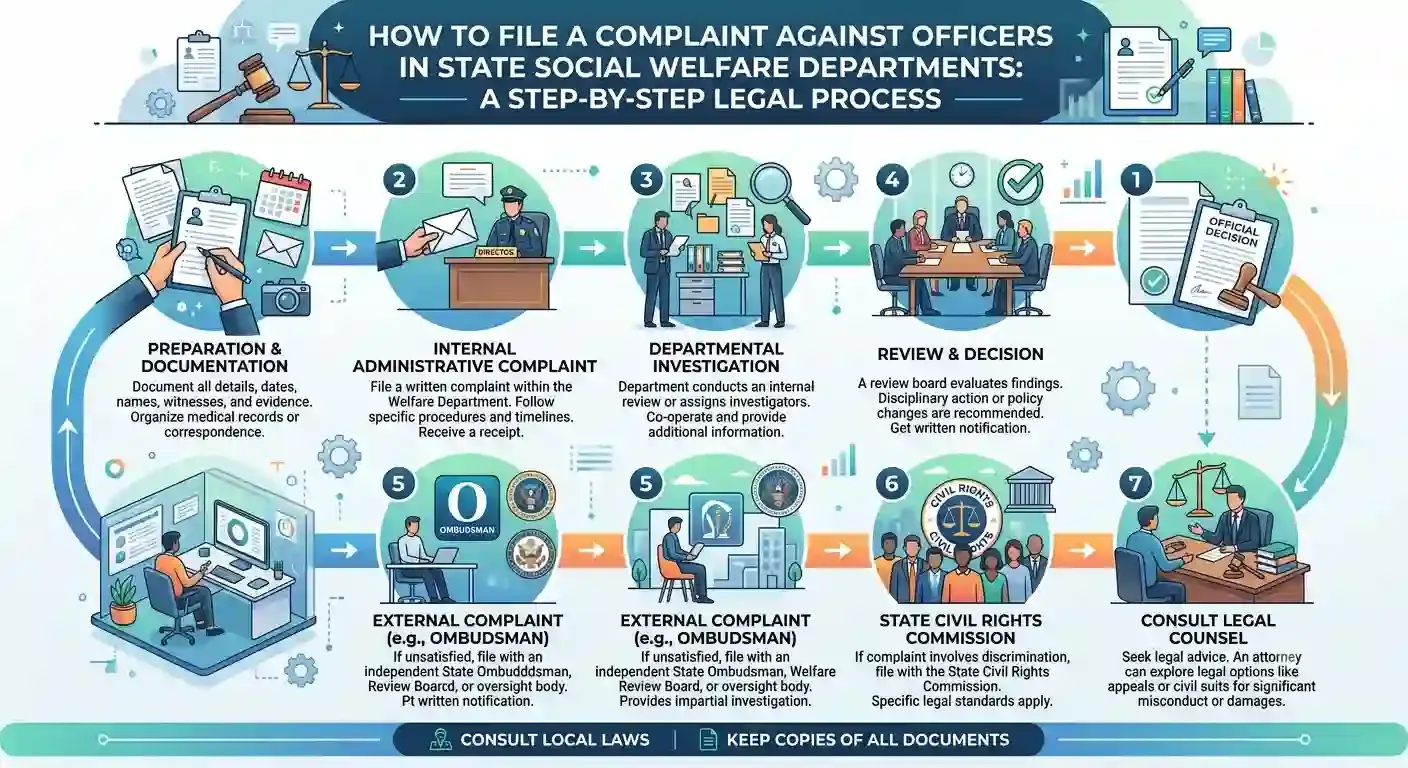 HOW TO FILE A COMPLAINT AGAINST OFFICERS
IN STATE SOCIAL WELFARE DEPARTMENTS:
A STEP-BY-STEP LEGAL PROCESS
PREPARATION &
DOCUMENTATION
Document all details, dates,
names, witnesses, and evidence.
Organize medical records or
correspondence.
2
DIRECTOS
INTERNAL
ADMINISTRATIVE COMPLAINT
File a written complaint within the
Welfare Department. Follow
specific procedures and timelines.
Receive a receipt.
3
DEPARTMENTAL
INVESTIGATION
Department conducts an internal
review or assigns investigators.
Co-operate and provide
additional information.
4
REVIEW & DECISION
A review board evaluates findings.
Disciplinary action or policy
changes are recommended.
Get written notification.
1
OFFICIAL
DECISION
5
O
OMBUDSMAN
EXTERNAL COMPLAINT
(e.g., OMBUDSMAN)
If unsatisfied, file with an
independent State Ombudddsman,
Review Boarcd, or oversight body.
Pt written notification.
5
EXTERNAL COMPLAINT
(e.g., OMBUDSMAN)
If unsatisfied, file with an
independent State Ombudsman, Welfare
Review Board, or oversight body.
Provides impartial investigation.
6
CIVIL RIGHTS
CIVIL RIGHTS
STATE CIVIL RIGHTS
COMMISSION
If complaint involves discrimination,
file with the State Civil Rights
Commission.
Specific legal standards apply.
7
CONSULT LEGAL
COUNSEL
Seek legal advice. An attorney
can explore legal options like
appeals or civil suits for significant
misconduct or damages.
CONSULT LOCAL LAWS
KEEP COPIES OF ALL DOCUMENTS